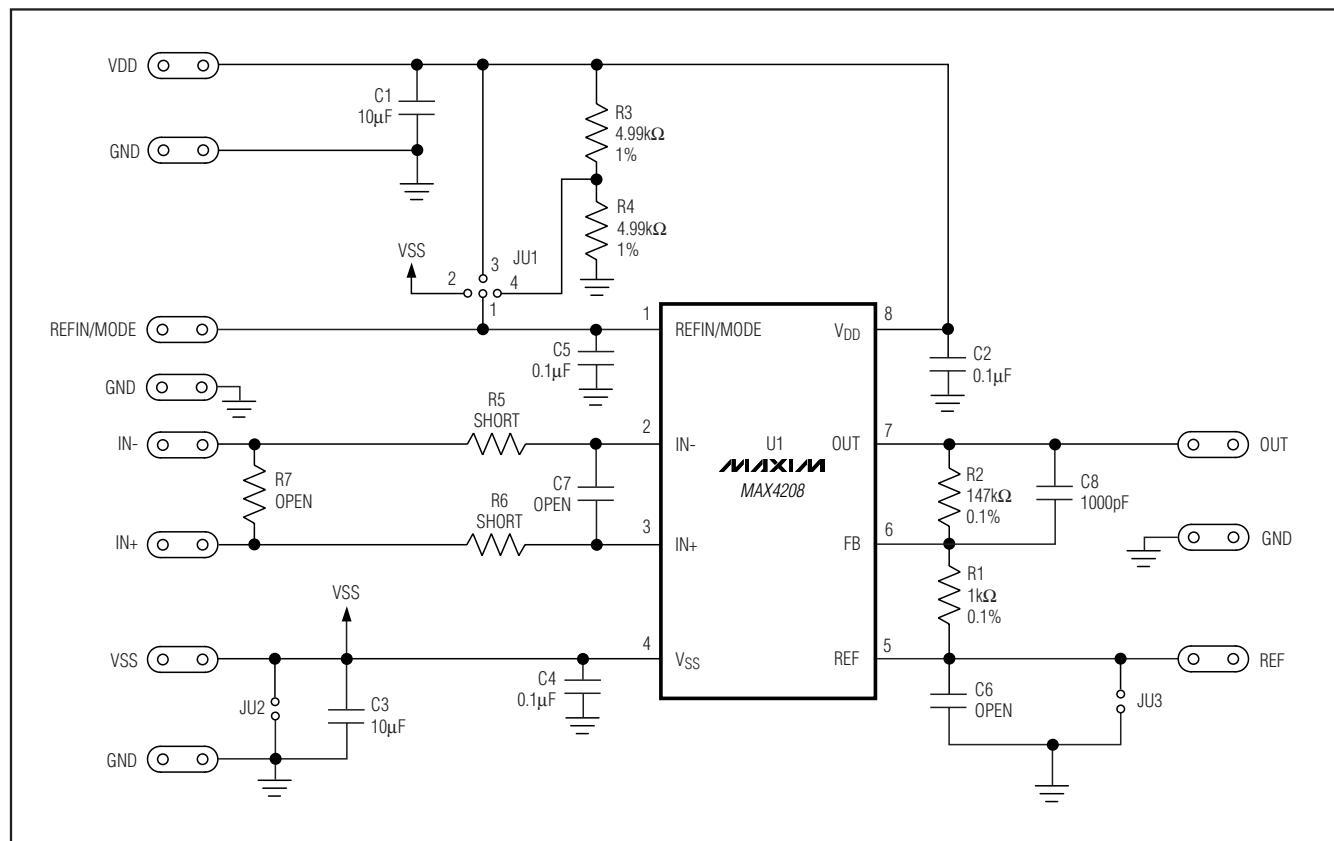 VDD
C1
10µF
R3
4.99kΩ
1%
GND
R4
4.99kΩ
1%
VSS
JU1
3
2
4
1
REFIN/MODE
1
REFIN/MODE
VDD
8
C5
0.1µF
C2
0.1µF
GND
R5
SHORT
IN-
2
IN-
U1
OUT
7
OUT
MAXIM
MAX4208
R7
OPEN
C7
OPEN
R2
147kΩ
0.1%
C8
1000pF
R6
SHORT
IN+
3
IN+
FB
6
GND
R1
1kΩ
0.1%
VSS
VSS
4
VSS
REF
5
REF
C4
0.1µF
JU2
C3
10µF
C6
OPEN
JU3
GND